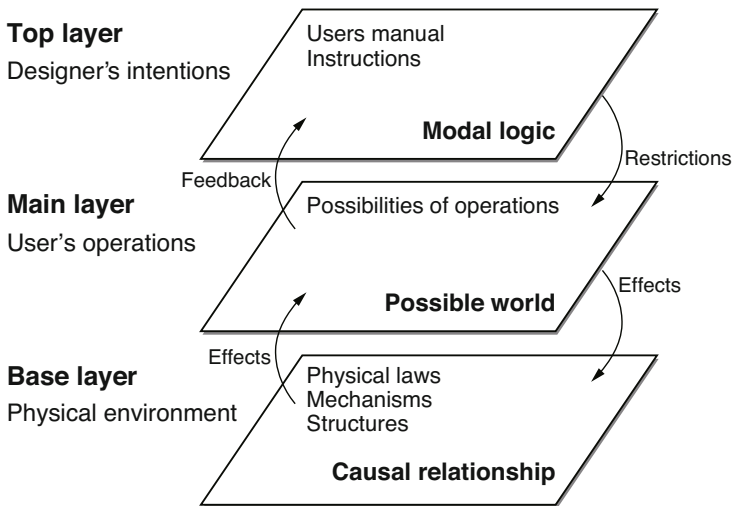 Top layer
Designer's intentions
Users manual
Instructions
Modal logic
Feedback
Restrictions
Main layer
User's operations
Possibilities of operations
Possible world
Effects
Effects
Base layer
Physical environment
Physical laws
Mechanisms
Structures
Causal relationship